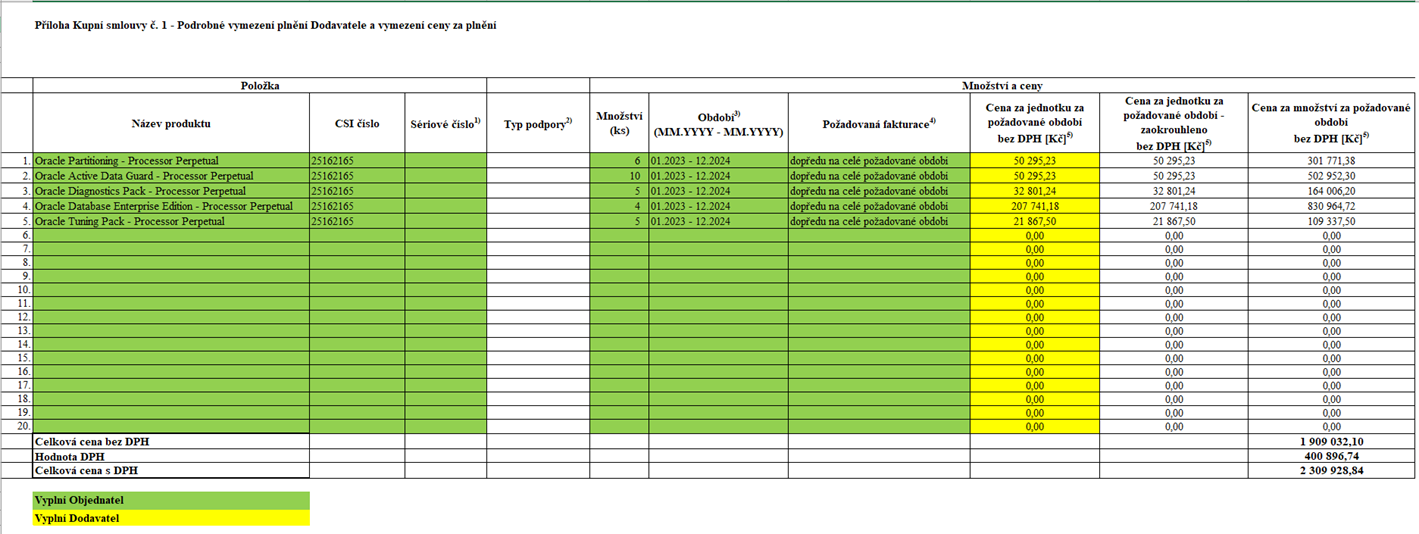 Příloha Kupní smlouvy č. 1 - Podrobné vymezení plnění Dodavatele a vymezení ceny za plnění
Položka Množství a ceny
Název produktu CSI číslo Sériové číslo1) Typ podpory2) Množství (ks) Období3) (MM.YYYY - MM.YYYY) Požadovaná fakturace4) Cena za jednotku za požadované období bez DPH [Kč]5) Cena za jednotku za požadované období - zaokrouhleno bez DPH [Kč]5) Cena za množství za požadované období bez DPH [Kč]5)
1. Oracle Partitioning - Processor Perpetual 25162165 6 01.2023 - 12.2024 dopředu na celé požadované období 50 295,23 50 295,23 301 771,38
2. Oracle Active Data Guard - Processor Perpetual 25162165 10 01.2023 - 12.2024 dopředu na celé požadované období 50 295,23 50 295,23 502 952,30
3. Oracle Diagnostics Pack - Processor Perpetual 25162165 5 01.2023 - 12.2024 dopředu na celé požadované období 32 801,24 32 801,24 164 006,20
4. Oracle Database Enterprise Edition - Processor Perpetual 25162165 4 01.2023 - 12.2024 dopředu na celé požadované období 207 741,18 207 741,18 830 964,72
5. Oracle Tuning Pack - Processor Perpetual 25162165 5 01.2023 - 12.2024 dopředu na celé požadované období 21 867,50 21 867,50 109 337,50
6. 0,00 0,00 0,00
7. 0,00 0,00 0,00
8. 0,00 0,00 0,00
9. 0,00 0,00 0,00
10. 0,00 0,00 0,00
11. 0,00 0,00 0,00
12. 0,00 0,00 0,00
13. 0,00 0,00 0,00
14. 0,00 0,00 0,00
15. 0,00 0,00 0,00
16. 0,00 0,00 0,00
17. 0,00 0,00 0,00
18. 0,00 0,00 0,00
19. 0,00 0,00 0,00
20. 0,00 0,00 0,00
Celková cena bez DPH 1 909 032,10
Hodnota DPH 400 896,74
Celková cena s DPH 2 309 928,84
Vyplní Objednatel
Vyplní Dodavatel